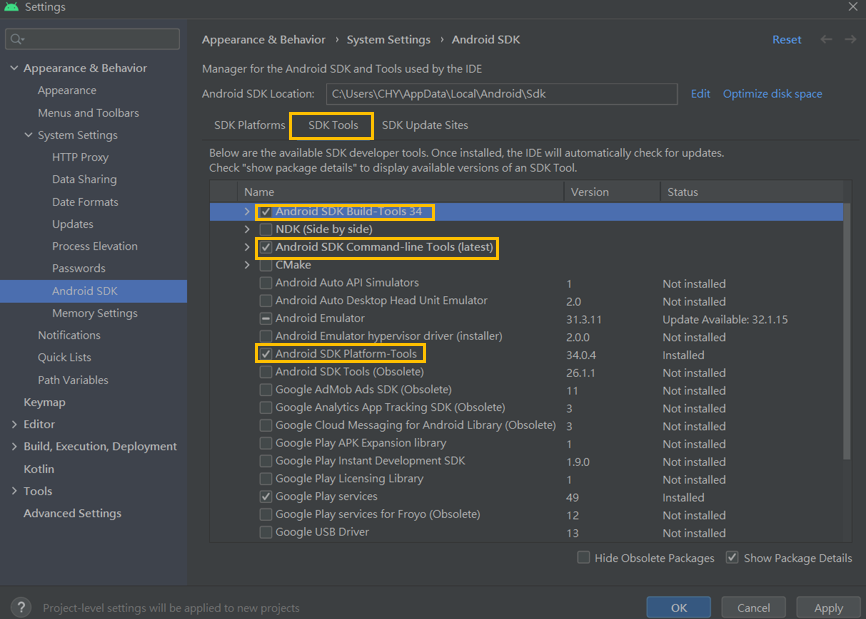 Settings
Appearance & Behavior › System Settings › Android SDK Reset
Manager for the Android SDK and Tools used by the IDE
Android SDK Location: C:\Users\CHY\AppData\Local\Android\Sdk Edit Optimize disk space
SDK Platforms SDK Tools SDK Update Sites
Below are the available SDK developer tools. Once installed, the IDE will automatically check for updates.
Check "show package details" to display available versions of an SDK Tool.
Name Version Status
Android SDK Build-Tools 34
NDK (Side by side)
Android SDK Command-line Tools (latest)
CMake
Android Auto API Simulators 1 Not installed
Android Auto Desktop Head Unit Emulator 2.0 Not installed
Android Emulator 31.3.11 Update Available: 32.1.15
Android Emulator hypervisor driver (installer) 2.0.0 Not installed
Android SDK Platform-Tools 34.0.4 Installed
Android SDK Tools (Obsolete) 26.1.1 Not installed
Google AdMob Ads SDK (Obsolete) 11 Not installed
Google Analytics App Tracking SDK (Obsolete) 3 Not installed
Google Cloud Messaging for Android Library (Obsolete) 3 Not installed
Google Play APK Expansion library 1 Not installed
Google Play Instant Development SDK 1.9.0 Not installed
Google Play Licensing Library 1 Not installed
Google Play services 49 Installed
Google Play services for Froyo (Obsolete) 12 Not installed
Google USB Driver 13 Not installed
Hide Obsolete Packages Show Package Details
Appearance & Behavior
Appearance
Menus and Toolbars
System Settings
HTTP Proxy
Data Sharing
Date Formats
Updates
Process Elevation
Passwords
Android SDK
Memory Settings
Notifications
Quick Lists
Path Variables
Keymap
Editor
Build, Execution, Deployment
Kotlin
Tools
Advanced Settings
? Project-level settings will be applied to new projects
OK Cancel Apply